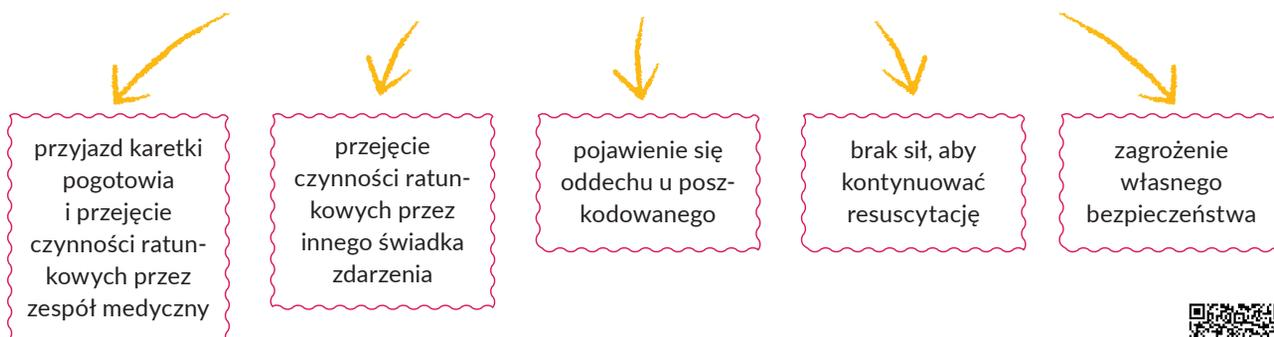 przyjazd karetki
pogotowia
i przejęcie
czynności ratun-
kowych przez
zespół medyczny
przejęcie
czynności ratun-
kowych przez
innego świadka
zdarzenia
pojawienie się
oddechu u posz-
kodowanego
brak sił, aby
kontynuować
resuscytację
zagrożenie
własnego
bezpieczeństwa